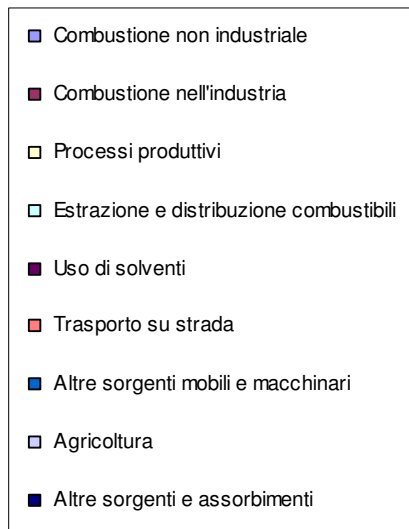 Combustione non industriale
Combustione nell'industria
Processi produttivi
Estrazione e distribuzione combustibili
Uso di solventi
Trasporto su strada
Altre sorgenti mobili e macchinari
Agricoltura
Altre sorgenti e assorbimenti